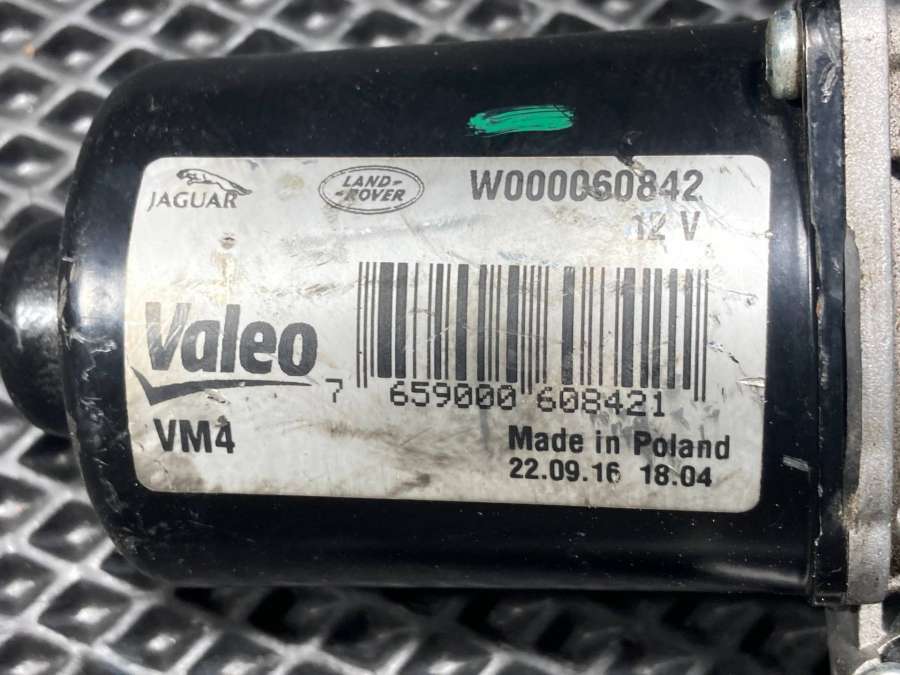 JAGUAR
LAND-
-ROVER
W000060842
12 V
Valeo
7 659000 608421
VM4
Made in Poland
22.09.16 18.04